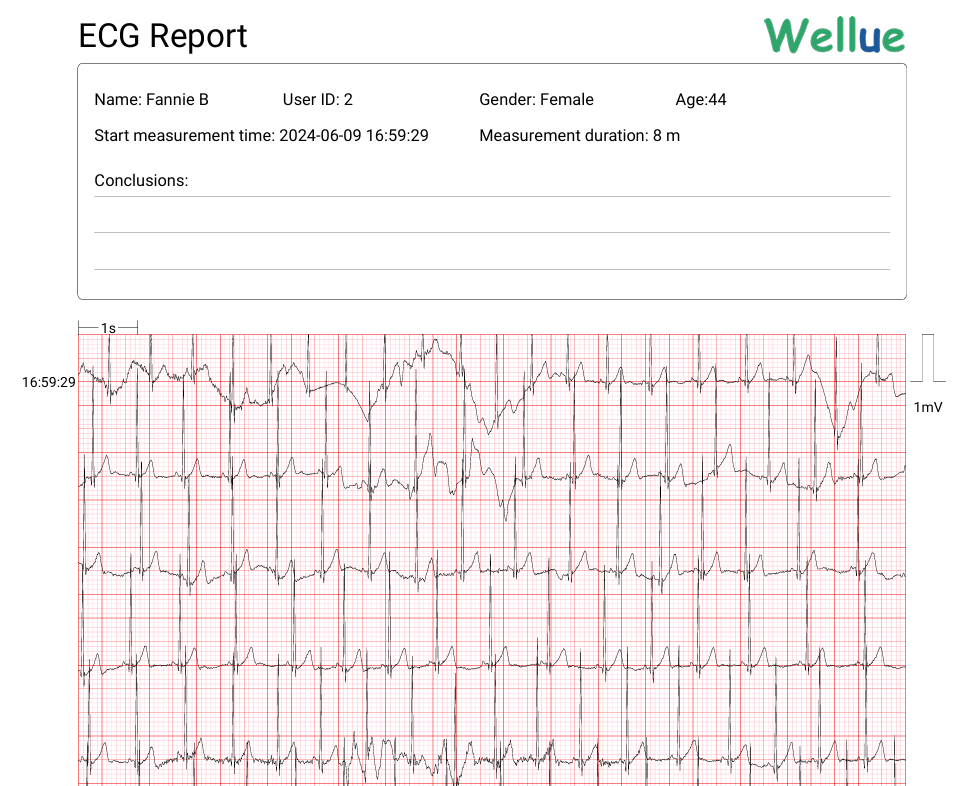 ECG Report
Wellue
Name: Fannie B User ID: 2 Gender: Female Age:44
Start measurement time: 2024-06-09 16:59:29 Measurement duration: 8 m
Conclusions:
1s
16:59:29
1mV